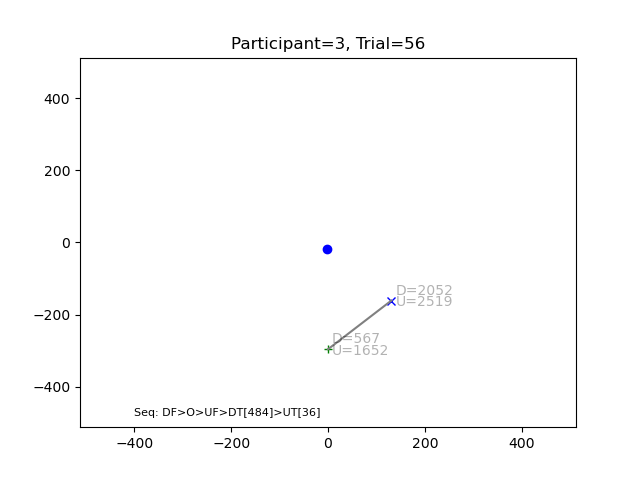 Participant=3, Trial=56
400
200
0
−200
−400
D=2052
U=2519
D=567
U=1652
Seq: DF>O>UF>DT[484]>UT[36]
−400 −200 0 200 400